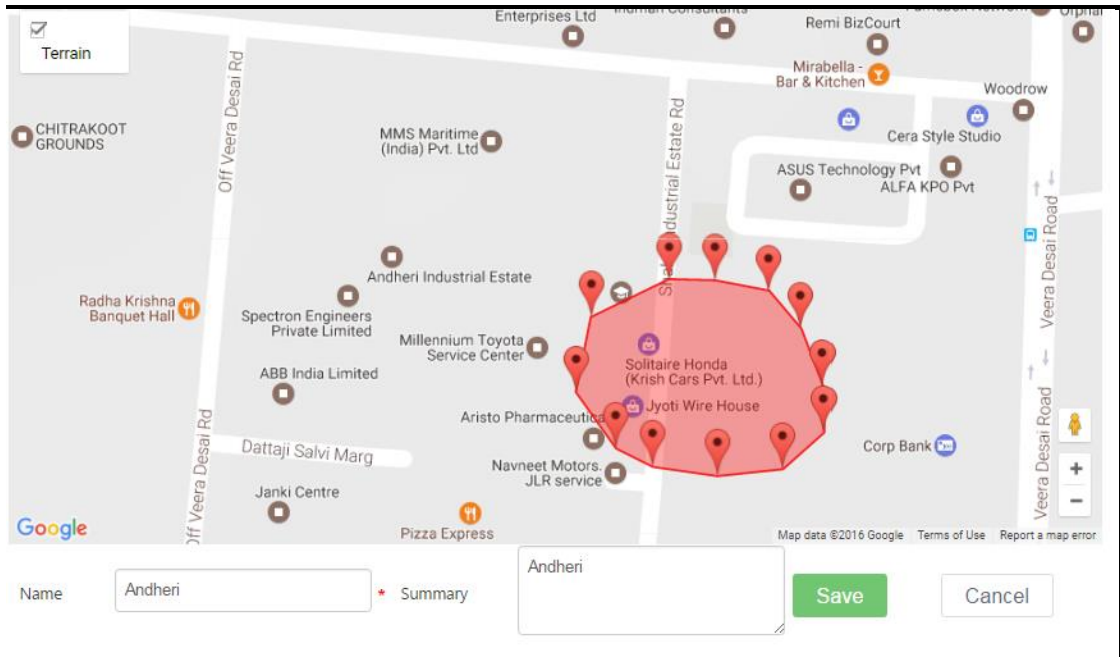 Terrain
Enterprises Ltd
Consultants
Remi BizCourt
Mirabella -
Bar & Kitchen
Woodrow
CHITRAKOOT
GROUNDS
Off Veera Desai Rd
MMS Maritime
(India) Pvt. Ltd
Industrial Estate Rd
Cera Style Studio
ASUS Technology Pvt
ALFA KPO Pvt
Veera Desai Road
Andheri Industrial Estate
Radha Krishna
Banquet Hall
Spectron Engineers
Private Limited
Millennium Toyota
Service Center
Solitaire Honda
(Krish Cars Pvt. Ltd.)
ABB India Limited
Jyoti Wire House
Aristo Pharmaceutica
Off Veera Desai Rd
Dattaji Salvi Marg
Corp Bank
Veera Desai Road
Navneet Motors.
JLR service
Janki Centre
Pizza Express
+
−
Google
Map data ©2016 Google Terms of Use Report a map error
Name Andheri * Summary Andheri Save Cancel